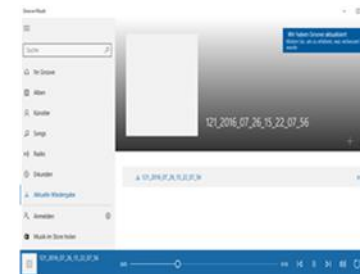 Groove-Musik
Wir haben Groove aktualisiert
Suche
Ihr Groove
Alben
Künstler
Songs
Radio
Erkunden
Aktuelle Wiedergabe
Anmelden
Musik im Store holen
121_2016_07_26_15_22_07_56
121_2016_07_26_15_22_07_56
121_2016_07_26_15_22_07_56